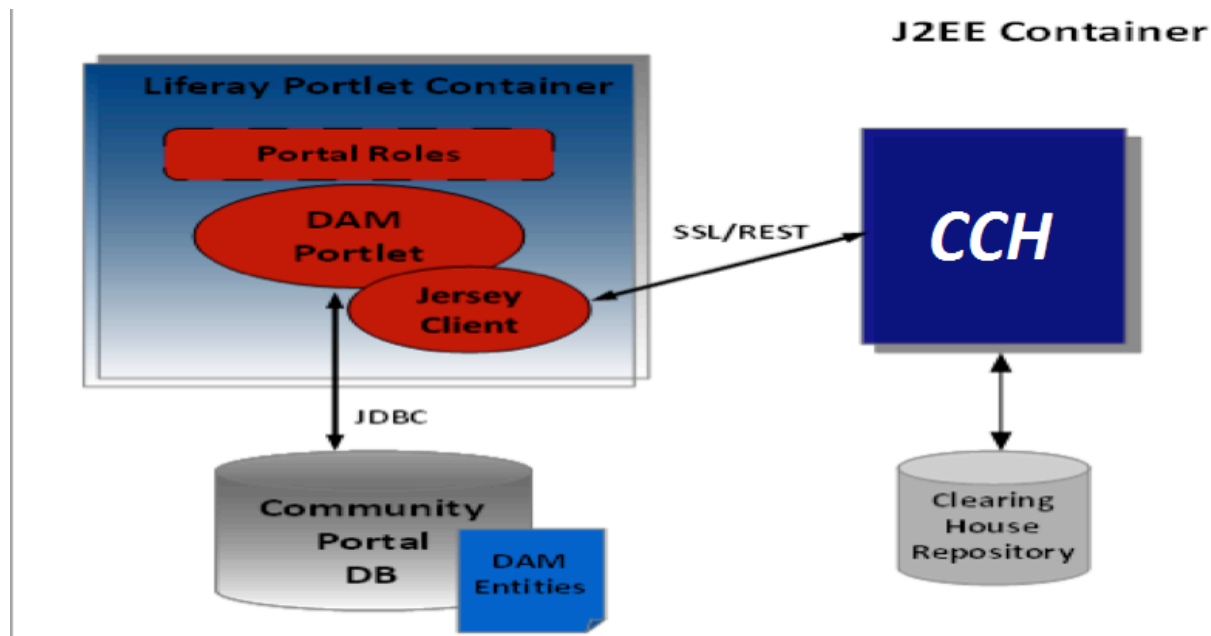 J2EE Container
Liferay Portlet Container
Portal Roles
DAM
Portlet
Jersey
Client
SSL/REST
CCH
JDBC
Community
Portal
DB
DAM
Entities
Clearing
House
Repository